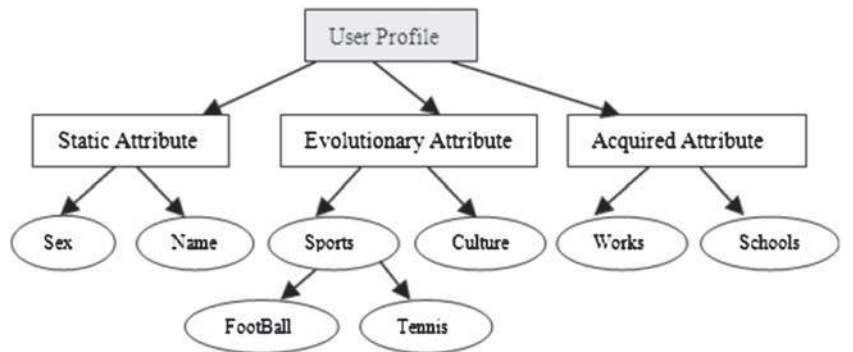 User Profile
Static Attribute
Evolutionary Attribute
Acquired Attribute
Sex
Name
Sports
Culture
Works
Schools
FootBall
Tennis